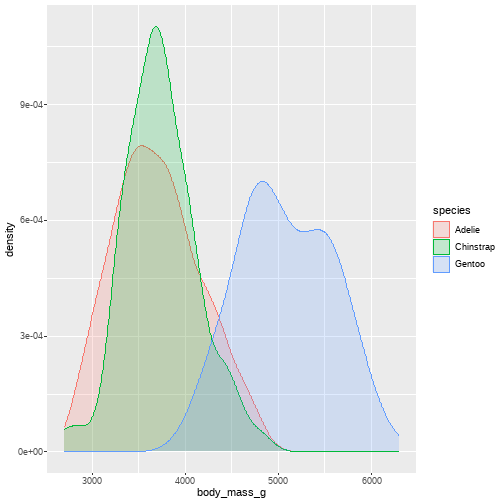 density
9e-04
6e-04
3e-04
0e+00
3000 4000 5000 6000
body_mass_g
species
Adelie
Chinstrap
Gentoo